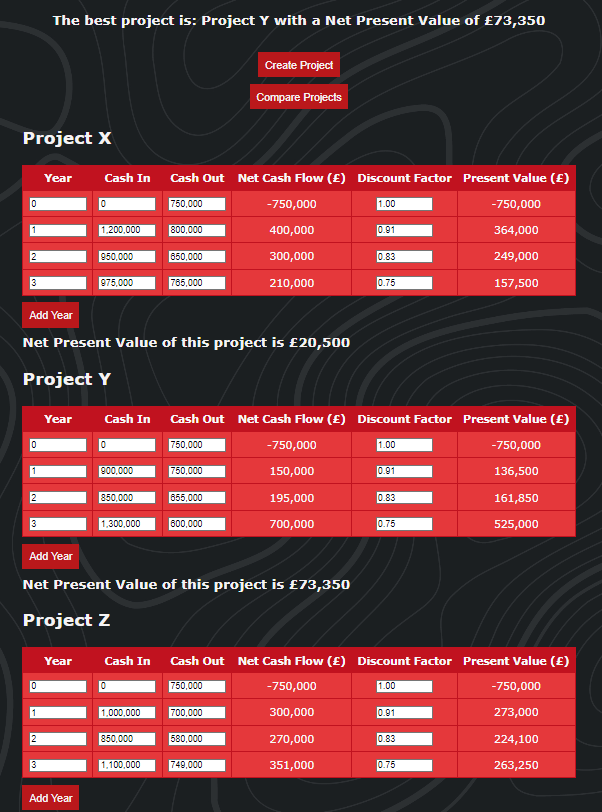 The best project is: Project Y with a Net Present Value of £73,350
Create Project
Compare Projects
Project X
Year Cash In Cash Out Net Cash Flow (£) Discount Factor Present Value (£)
0 0 750,000 -750,000 1.00 -750,000
1 1,200,000 800,000 400,000 0.91 364,000
2 950,000 650,000 300,000 0.83 249,000
3 975,000 765,000 210,000 0.75 157,500
Add Year
Net Present Value of this project is £20,500
Project Y
Year Cash In Cash Out Net Cash Flow (£) Discount Factor Present Value (£)
0 0 750,000 -750,000 1.00 -750,000
1 900,000 750,000 150,000 0.91 136,500
2 850,000 655,000 195,000 0.83 161,850
3 1,300,000 600,000 700,000 0.75 525,000
Add Year
Net Present Value of this project is £73,350
Project Z
Year Cash In Cash Out Net Cash Flow (£) Discount Factor Present Value (£)
0 0 750,000 -750,000 1.00 -750,000
1 1,000,000 700,000 300,000 0.91 273,000
2 850,000 580,000 270,000 0.83 224,100
3 1,100,000 749,000 351,000 0.75 263,250
Add Year